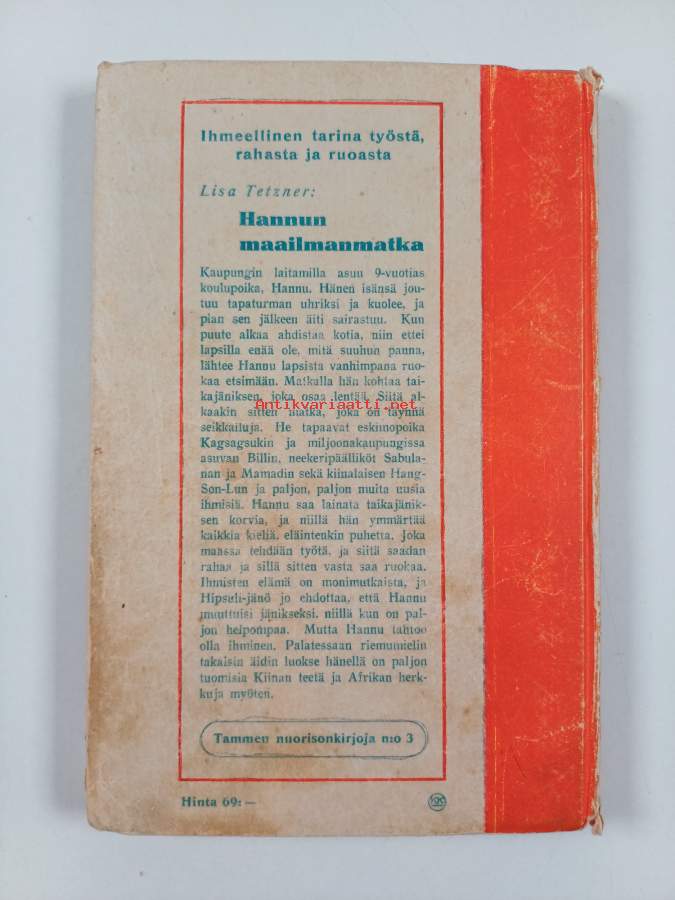 Ihmeellinen tarina työstä,
rahasta ja ruoasta
Lisa Tetzner:
Hannun
maailmanmatka
Kaupungin laitamilla asuu 9-vuotias
koulupoika, Hannu. Hänen isänsä jou-
tuu tapaturman uhriksi ja kuolee, ja
pian sen jälkeen äiti sairastuu. Kun
puute alkaa ahdistaa kotia, niin ettei
lapsilla enää ole, mitä suuhun panna,
lähtee Hannu lapsista vanhimpana ruo-
kaa etsimään. Matkalla hän kohtaa tai-
kajäniksen, joka osaa lentää. Siitä al-
Antikvariaatti.net
kaakin sitten matka, joka on täynnä
seikkailuja. He tapaavat eskimopoika
Kagsagsukin ja miljoonakaupungissa
asuvan Billin, neekeripäälliköt Sabula-
nan ja Mamadin sekä kiinalaisen Hang-
Son-Lun ja paljon, paljon muita uusia
ihmisiä. Hannu saa lainata taikajänik-
sen korvia, ja niillä hän ymmärtää
kaikkia kieliä, eläintenkin puhetta. Joka
maassa tehdään työtä, ja siitä saadan
rahaa ja sillä sitten vasta saa ruokaa.
Ihmisten elämä on monimutkaista, ja
Hipsuli-jänö jo ehdottaa, että Hannu
muuttuisi jänikseksi, niillä kun on pal-
jon helpompaa. Mutta Hannu tahtoo
olla ihminen. Palatessaan riemumielin
takaisin äidin luokse hänellä on paljon
tuomisia Kiinan teetä ja Afrikan herk-
kuja myöten.
Tammen nuorisonkirjoja n:o 3
Hinta 69:—